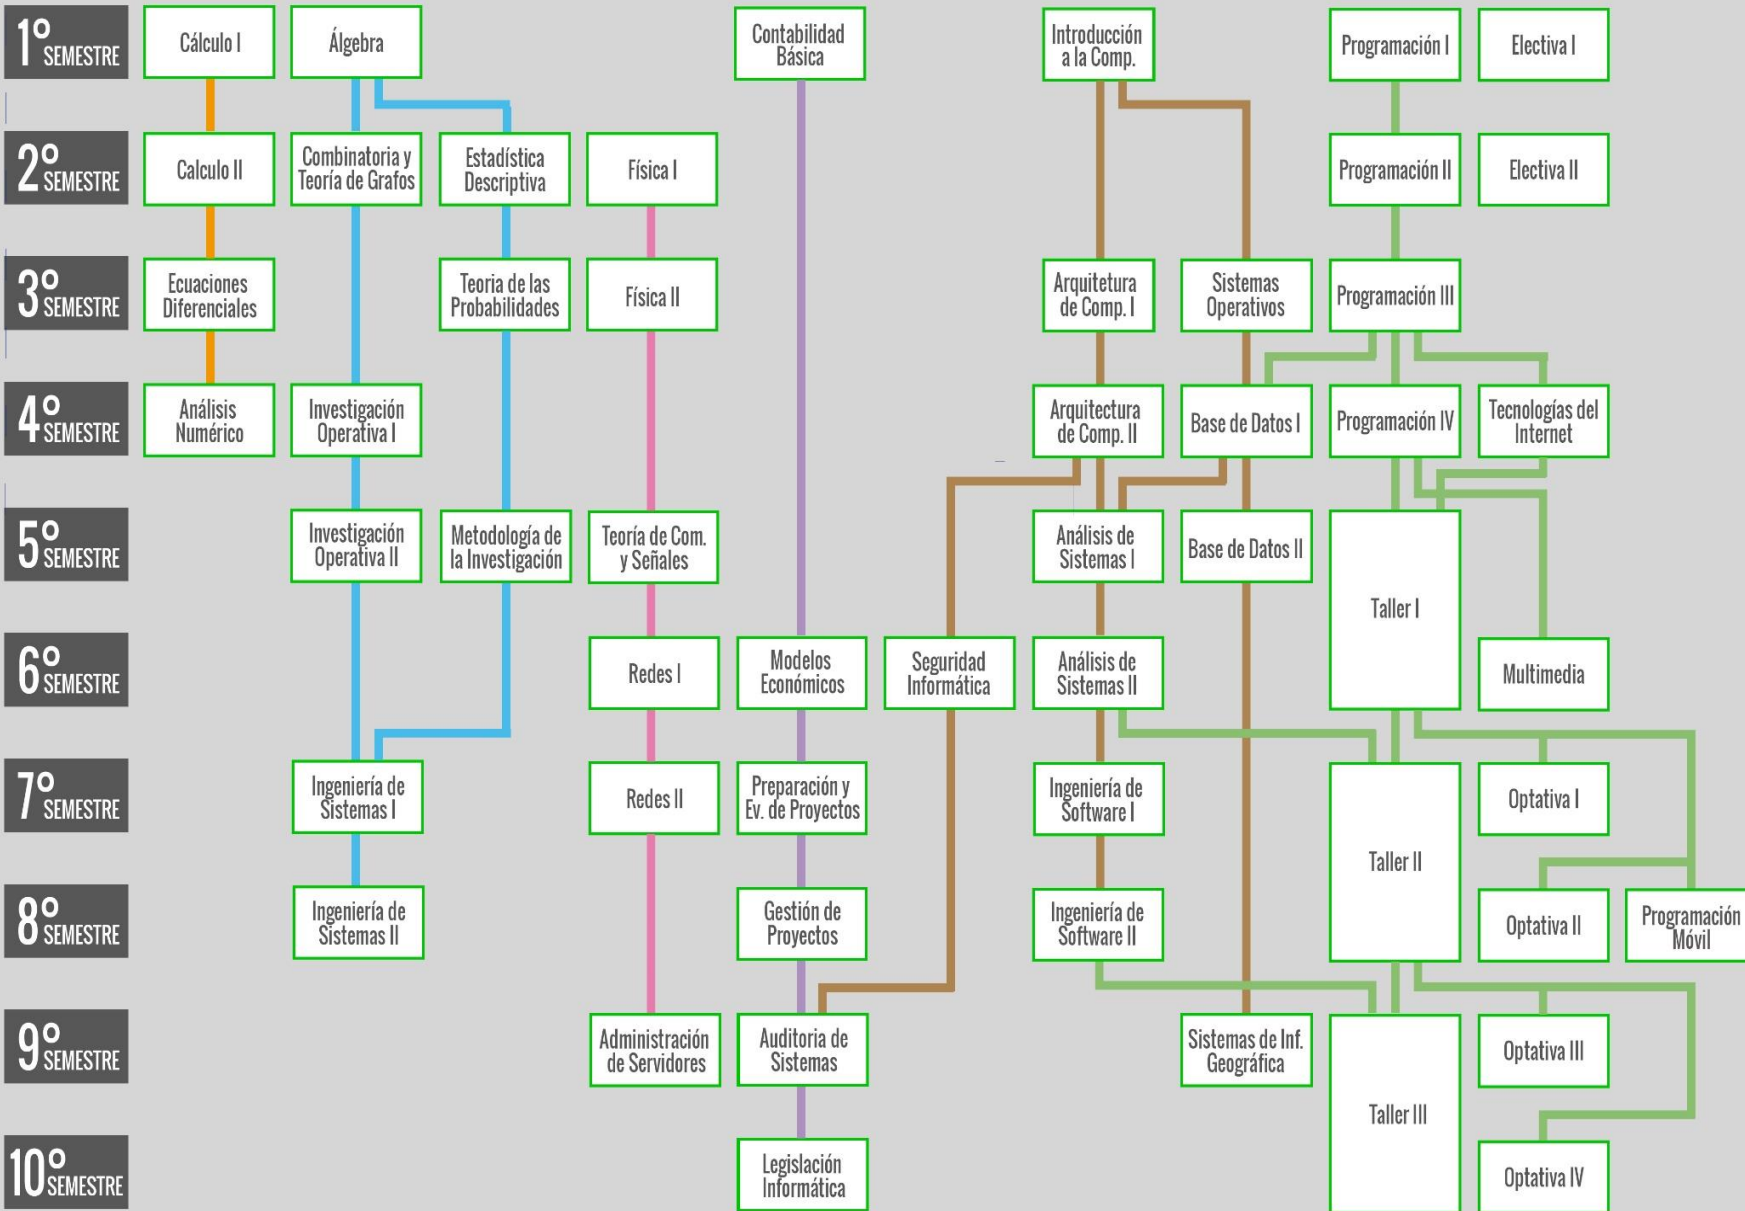 1º SEMESTRE
Cálculo I
Álgebra
Contabilidad
Básica
Introducción
a la Comp.
Programación I
Electiva I
2º SEMESTRE
Calculo II
Combinatoria y
Teoría de Grafos
Estadística
Descriptiva
Física I
Programación II
Electiva II
3º SEMESTRE
Ecuaciones
Diferenciales
Teoria de las
Probabilidades
Física II
Arquitetura
de Comp. I
Sistemas
Operativos
Programación III
4º SEMESTRE
Análisis
Numérico
Investigación
Operativa I
Arquitectura
de Comp. II
Base de Datos I
Programación IV
Tecnologías del
Internet
5º SEMESTRE
Investigación
Operativa II
Metodología de
la Investigación
Teoría de Com.
y Señales
Análisis de
Sistemas I
Base de Datos II
Taller I
6º SEMESTRE
Redes I
Modelos
Económicos
Seguridad
Informática
Análisis de
Sistemas II
Multimedia
7º SEMESTRE
Ingeniería de
Sistemas I
Redes II
Preparación y
Ev. de Proyectos
Ingeniería de
Software I
Taller II
Optativa I
8º SEMESTRE
Ingeniería de
Sistemas II
Gestión de
Proyectos
Ingeniería de
Software II
Optativa II
Programación
Móvil
9º SEMESTRE
Administración
de Servidores
Auditoria de
Sistemas
Sistemas de Inf.
Geográfica
Taller III
Optativa III
10º SEMESTRE
Legislación
Informática
Optativa IV